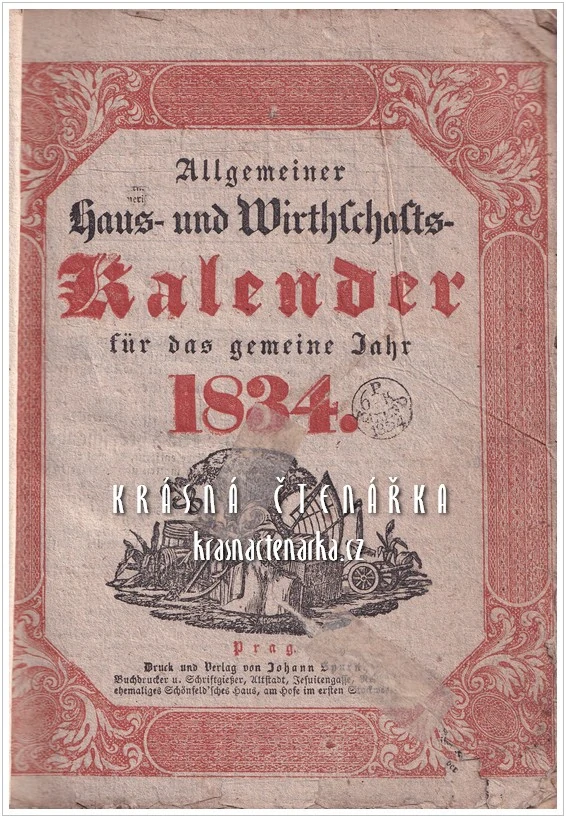 Allgemeiner
Haus- und Wirthſchafts-
Kalender
für das gemeine Jahr
1834.
KRÁSNÁ ČTENÁŘKA
krasnactenarka.cz
Prag.
Druck und Verlag von Johann
Buchdrucker u. Schriftgießer, Altſtadt, Jeſuitengaſſe,
ehemaliges Schönfeld'ſches Haus, am Hofe im erſten